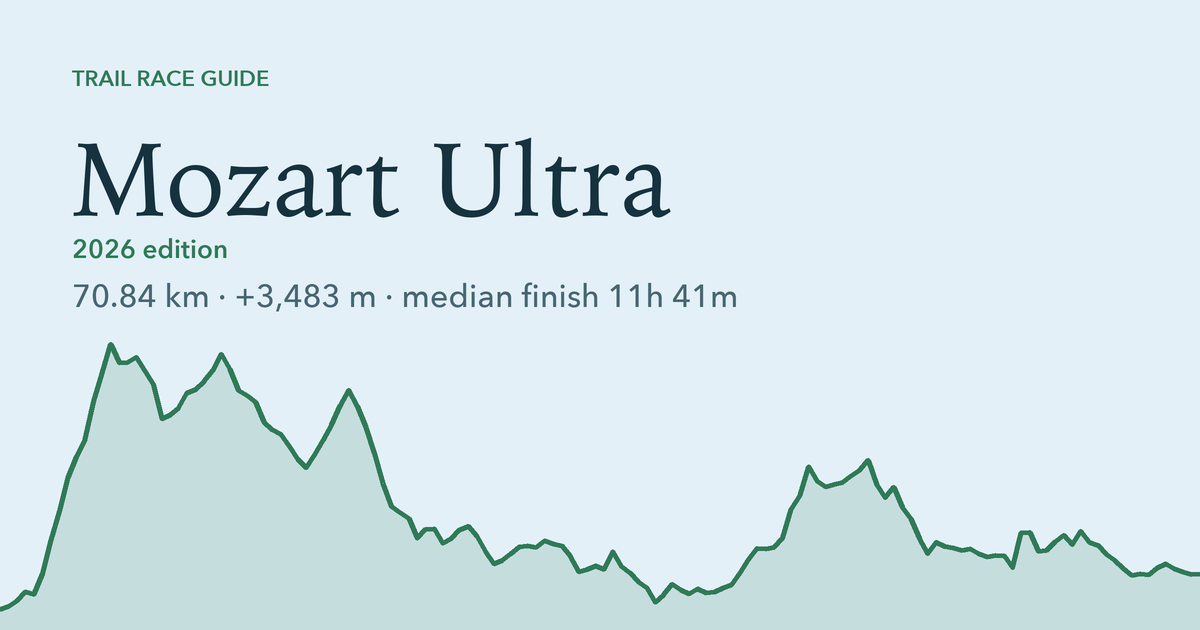 TRAIL RACE GUIDE
Mozart Ultra
2026 edition
70.84 km · +3,483 m · median finish 11h 41m